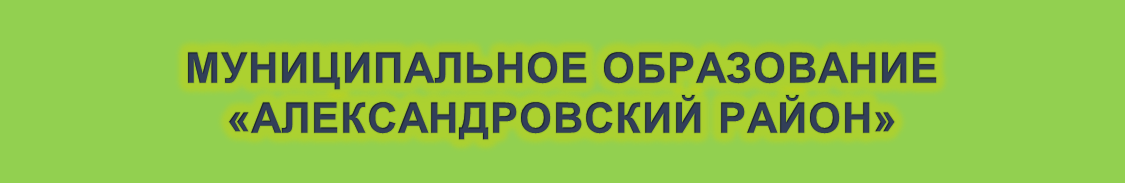 МУНИЦИПАЛЬНОЕ ОБРАЗОВАНИЕ
«АЛЕКСАНДРОВСКИЙ РАЙОН»